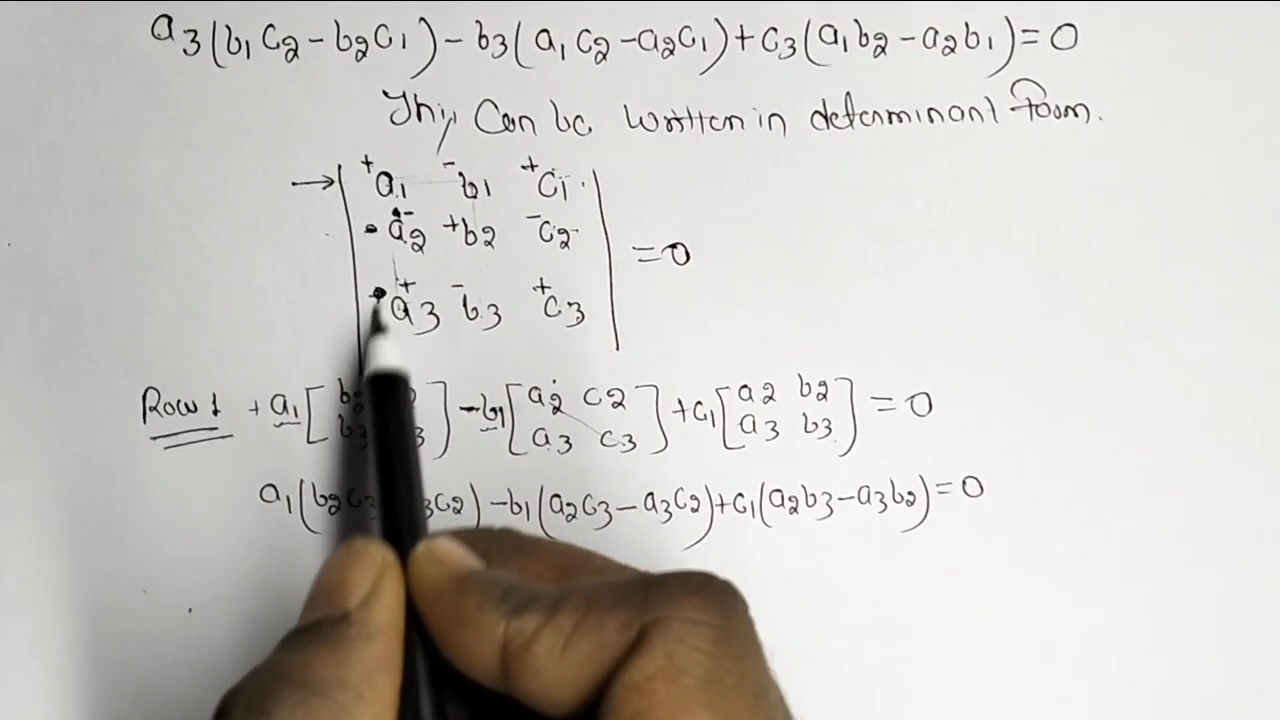 a3(b1c2-b2c1)-b3(a1c2-a2c1)+c3(a1b2-a2b1)=0
This Can be written in determinant form.
→ | +a1 -b1 +c1 |
| -a2 +b2 -c2 | =0
| +a3 -b3 +c3 |
Row 1 +a1[ ] -b1[a2 c2] +c1[a2 b2] =0
[a3 c3] [a3 b3]
a1(b2c3 3c2)-b1(a2c3-a3c2)+c1(a2b3-a3b2)=0